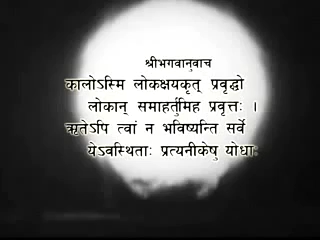 श्रीभगवानुवाच
कालोऽस्मि लोकक्षयकृत् प्रवृद्धो
लोकान् समाहर्तुमिह प्रवृत्तः ।
ऋतेऽपि त्वां न भविष्यन्ति सर्वे
येऽवस्थिताः प्रत्यनीकेषु योधाः